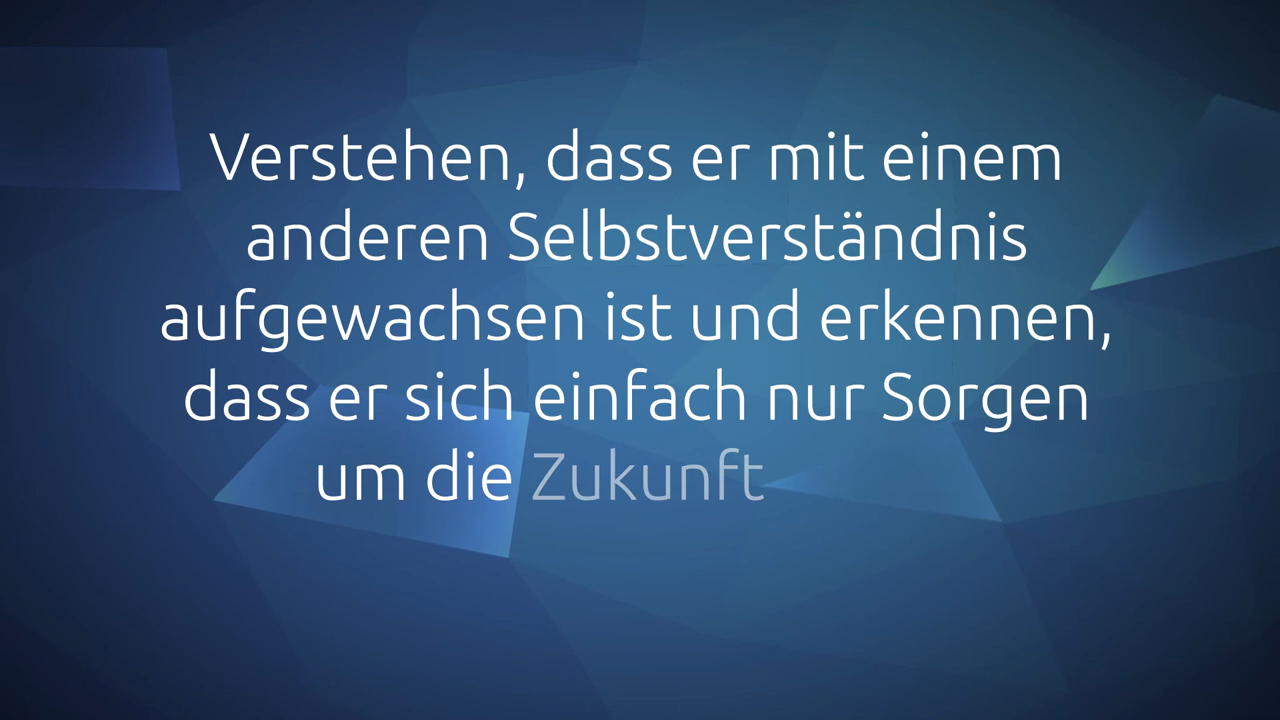 Verstehen, dass er mit einem
anderen Selbstverständnis
aufgewachsen ist und erkennen,
dass er sich einfach nur Sorgen
um die Zukunft